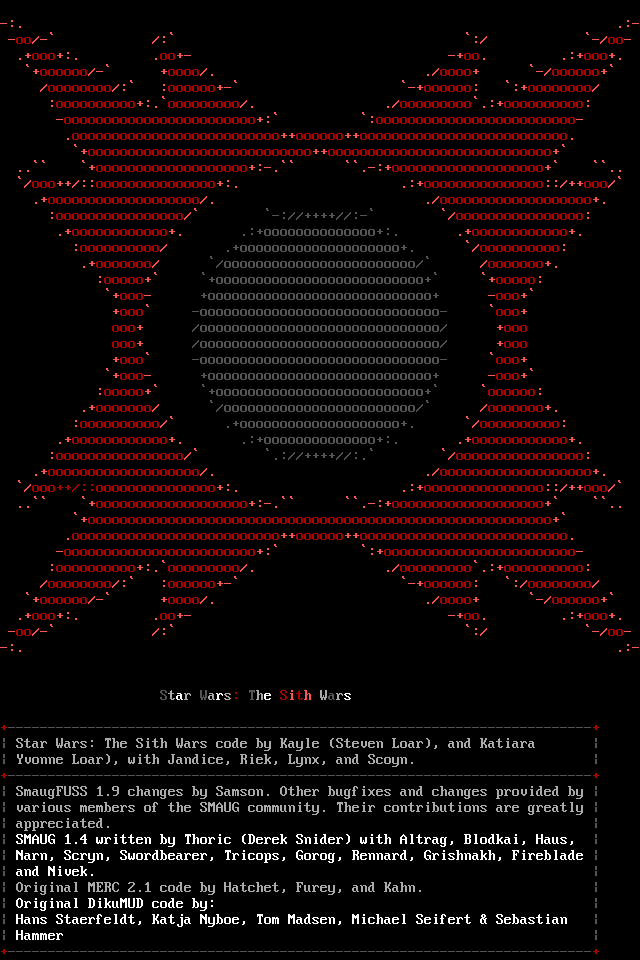 Star Wars: The Sith Wars
Star Wars: The Sith Wars code by Kayle (Steven Loar), and Katiara
Yvonne Loar), with Jandice, Riek, Lynx, and Scoyn.
SmaugFUSS 1.9 changes by Samson. Other bugfixes and changes provided by
various members of the SMAUG community. Their contributions are greatly
appreciated.
SMAUG 1.4 written by Thoric (Derek Snider) with Altrag, Blodkai, Haus,
Narn, Scryn, Swordbearer, Tricops, Gorog, Rennard, Grishnakh, Fireblade
and Nivek.
Original MERC 2.1 code by Hatchet, Furey, and Kahn.
Original DikuMUD code by:
Hans Staerfeldt, Katja Nyboe, Tom Madsen, Michael Seifert & Sebastian
Hammer